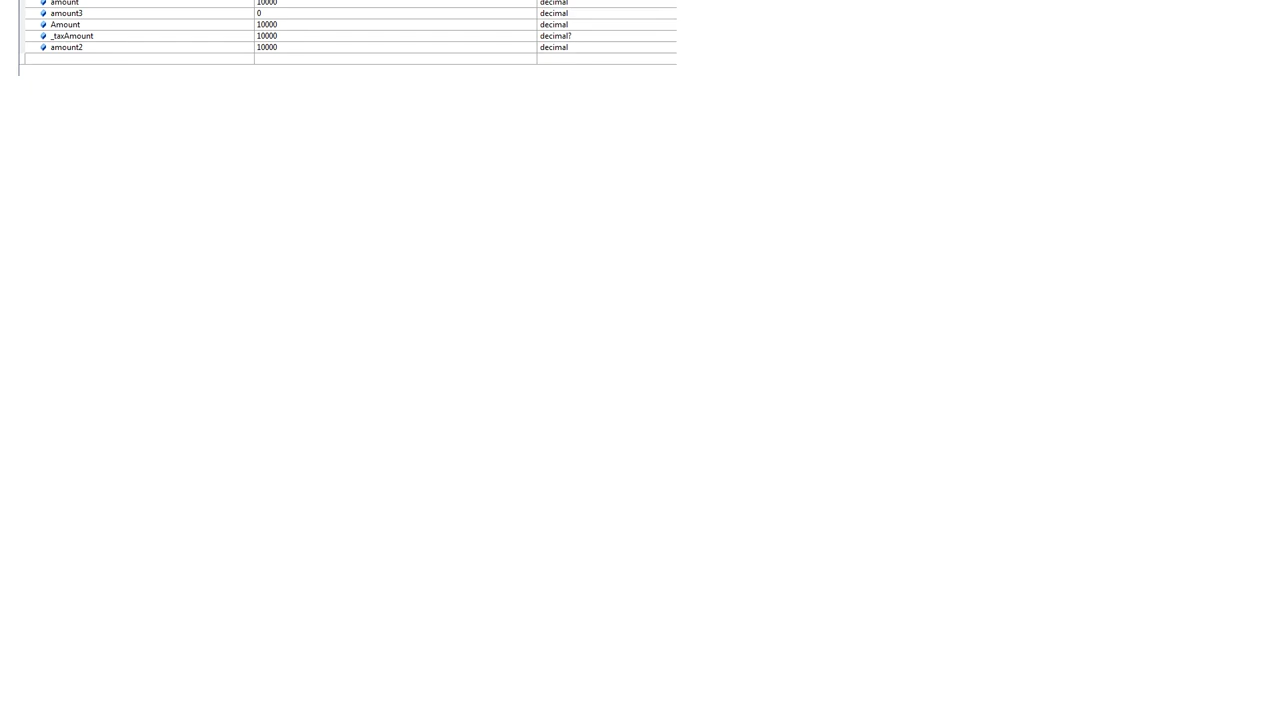 amount 10000 decimal
amount3 0 decimal
Amount 10000 decimal
_taxAmount 10000 decimal?
amount2 10000 decimal